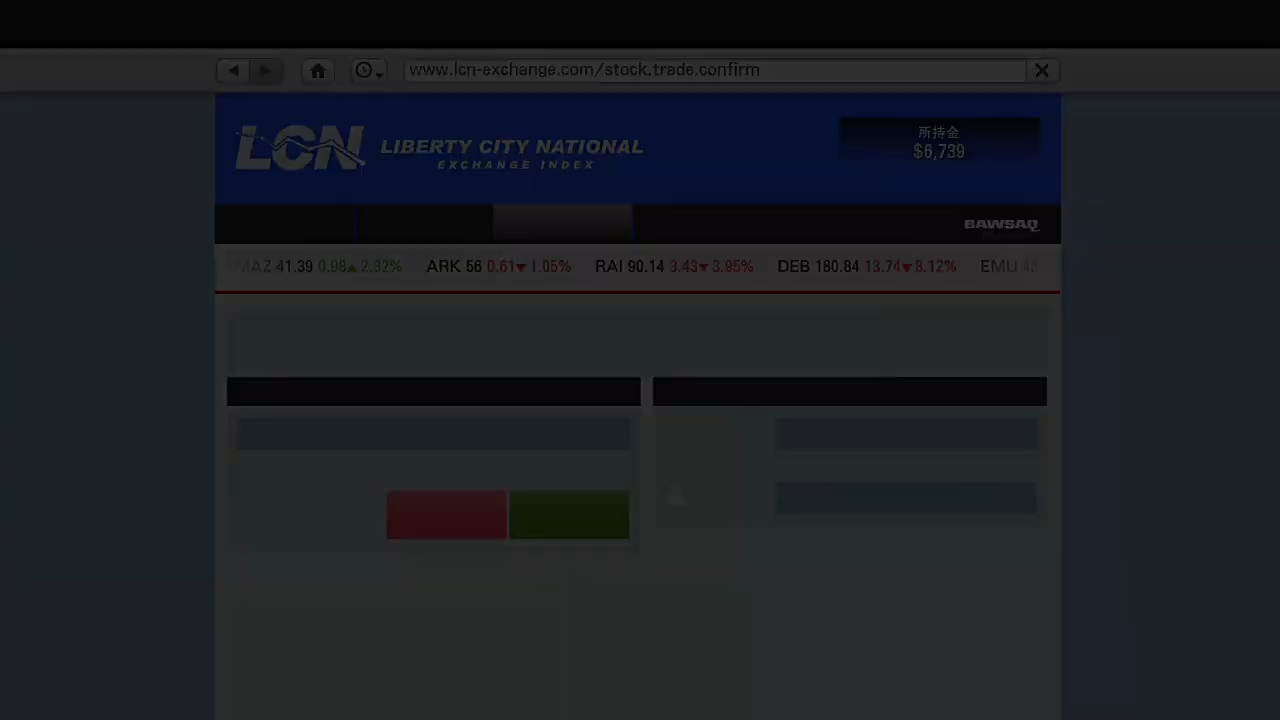 www.lcn-exchange.com/stock.trade.confirm
LCN LIBERTY CITY NATIONAL
EXCHANGE INDEX
所持金
$6,739
BAWSAQ
MAZ 41.39 0.96▲2.32% ARK 56 0.61▼1.05% RAI 90.14 3.43▼3.95% DEB 180.84 13.74▼8.12% EMU